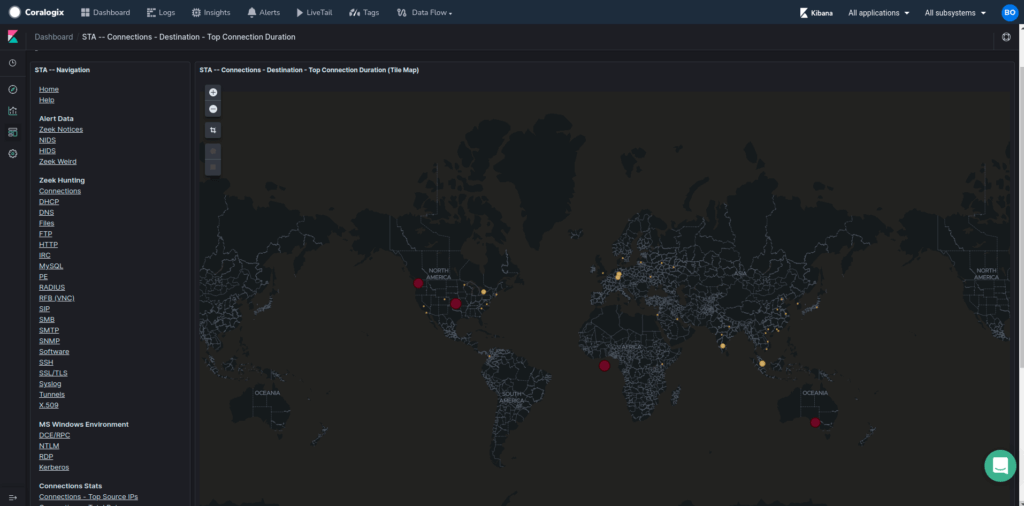 Coralogix
Dashboard
Logs
Insights
Alerts
LiveTail
Tags
Data Flow
Kibana
All applications
All subsystems
BO
Dashboard / STA -- Connections - Destination - Top Connection Duration
STA -- Navigation
Home
Help
Alert Data
Zeek Notices
NIDS
HIDS
Zeek Weird
Zeek Hunting
Connections
DHCP
DNS
Files
FTP
HTTP
IRC
MySQL
PE
RADIUS
RFB (VNC)
SIP
SMB
SMTP
SNMP
Software
SSH
SSL/TLS
Syslog
Tunnels
X.509
MS Windows Environment
DCE/RPC
NTLM
RDP
Kerberos
Connections Stats
Connections - Top Source IPs
STA -- Connections - Destination - Top Connection Duration (Tile Map)
NORTH
AMERICA
ASIA
NORTH
AMERICA
AFRICA
OCEANIA
SOUTH
AMERICA
OCEANIA